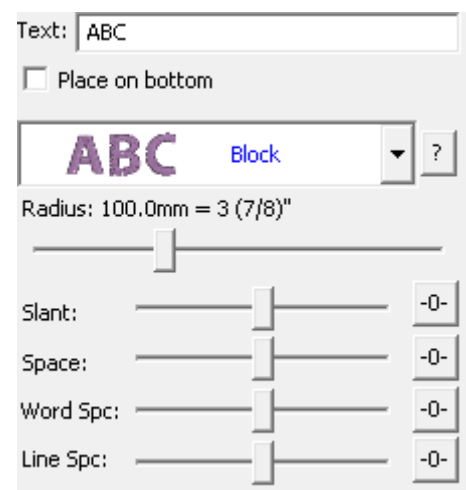 Text: ABC
Place on bottom
ABC Block ?
Radius: 100.0mm = 3 (7/8)"
Slant: -0-
Space: -0-
Word Spc: -0-
Line Spc: -0-